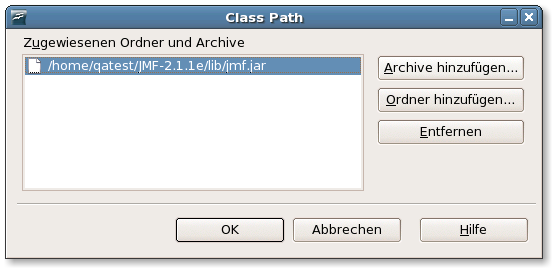 Class Path
Zugewiesenen Ordner und Archive
/home/qatest/JMF-2.1.1e/lib/jmf.jar
Archive hinzufügen...
Ordner hinzufügen...
Entfernen
OK
Abbrechen
Hilfe